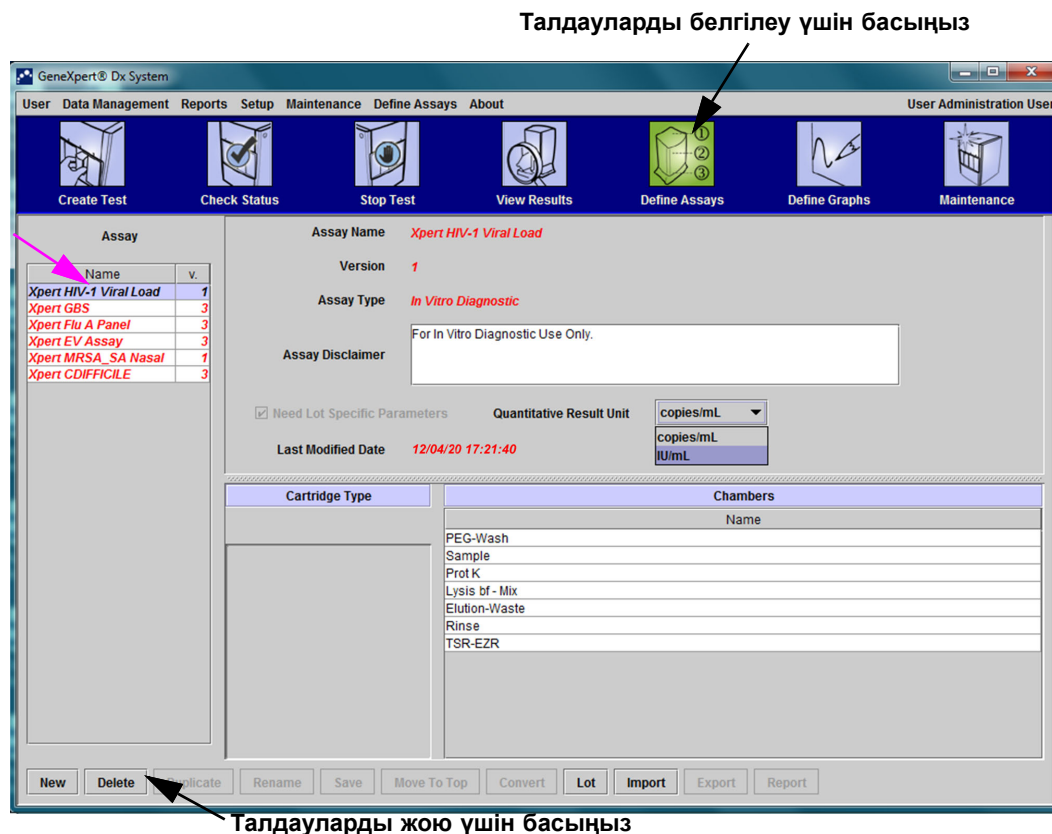 Талдауларды белгілеу үшін басыңыз
GeneXpert® Dx System
User Data Management Reports Setup Maintenance Define Assays About User Administration User
Create Test Check Status Stop Test View Results Define Assays Define Graphs Maintenance
Assay
Name v.
Xpert HIV-1 Viral Load 1
Xpert GBS 3
Xpert Flu A Panel 3
Xpert EV Assay 3
Xpert MRSA_SA Nasal 1
Xpert CDIFFICILE 3
Assay Name Xpert HIV-1 Viral Load
Version 1
Assay Type In Vitro Diagnostic
Assay Disclaimer For In Vitro Diagnostic Use Only.
Need Lot Specific Parameters Quantitative Result Unit copies/mL
copies/mL
IU/mL
Last Modified Date 12/04/20 17:21:40
Cartridge Type Chambers
Name
PEG-Wash
Sample
Prot K
Lysis bf - Mix
Elution-Waste
Rinse
TSR-EZR
New Delete Duplicate Rename Save Move To Top Convert Lot Import Export Report
Талдауларды жою үшін басыңыз